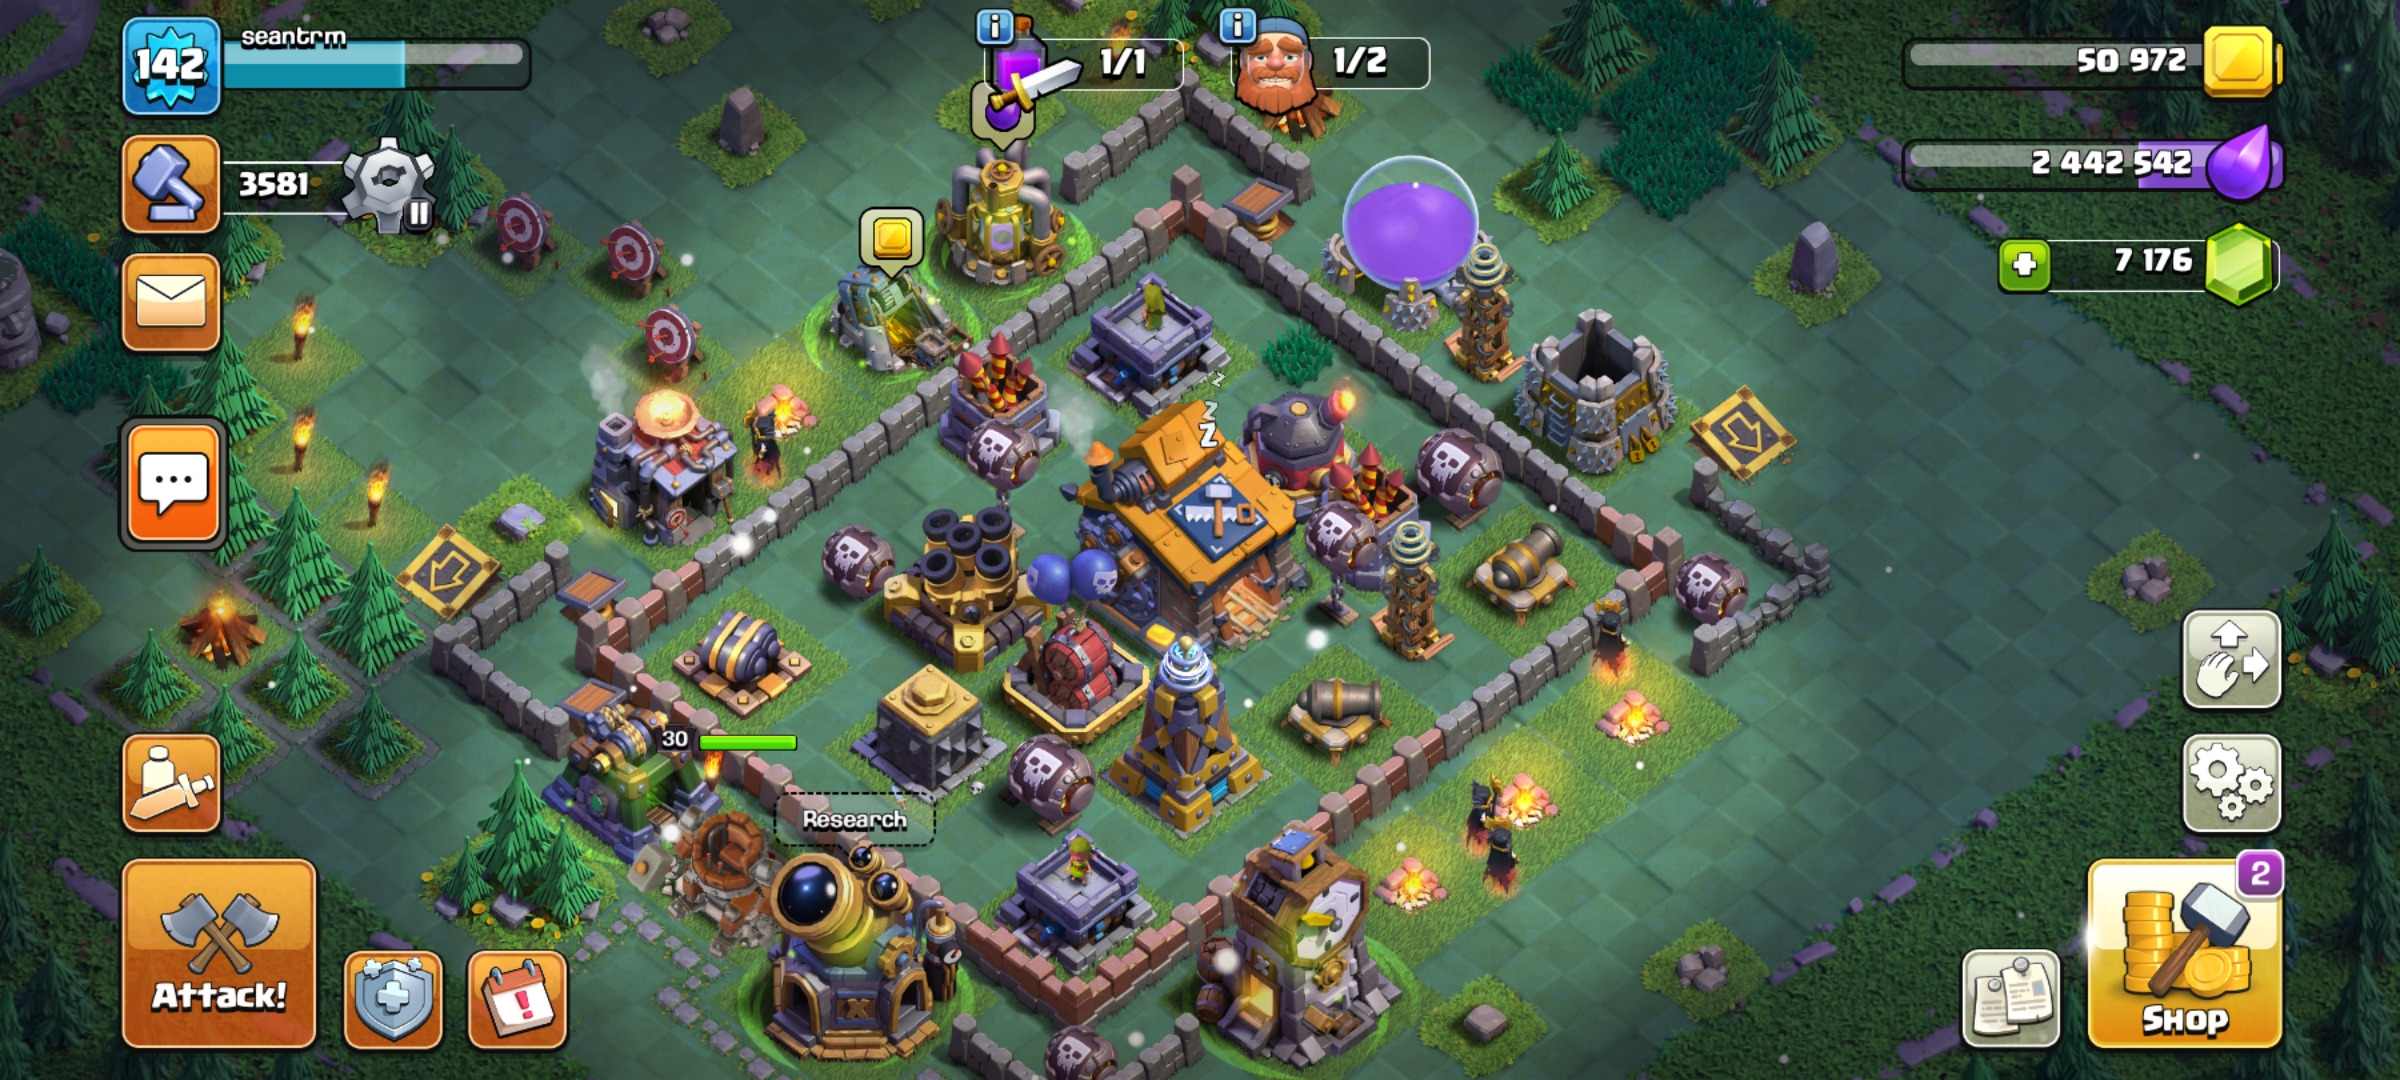 142
seantrm
1/1
1/2
50 972
3581
2 442 542
7 176
z
Z
Z
30
Research
2
Attack!
Shop